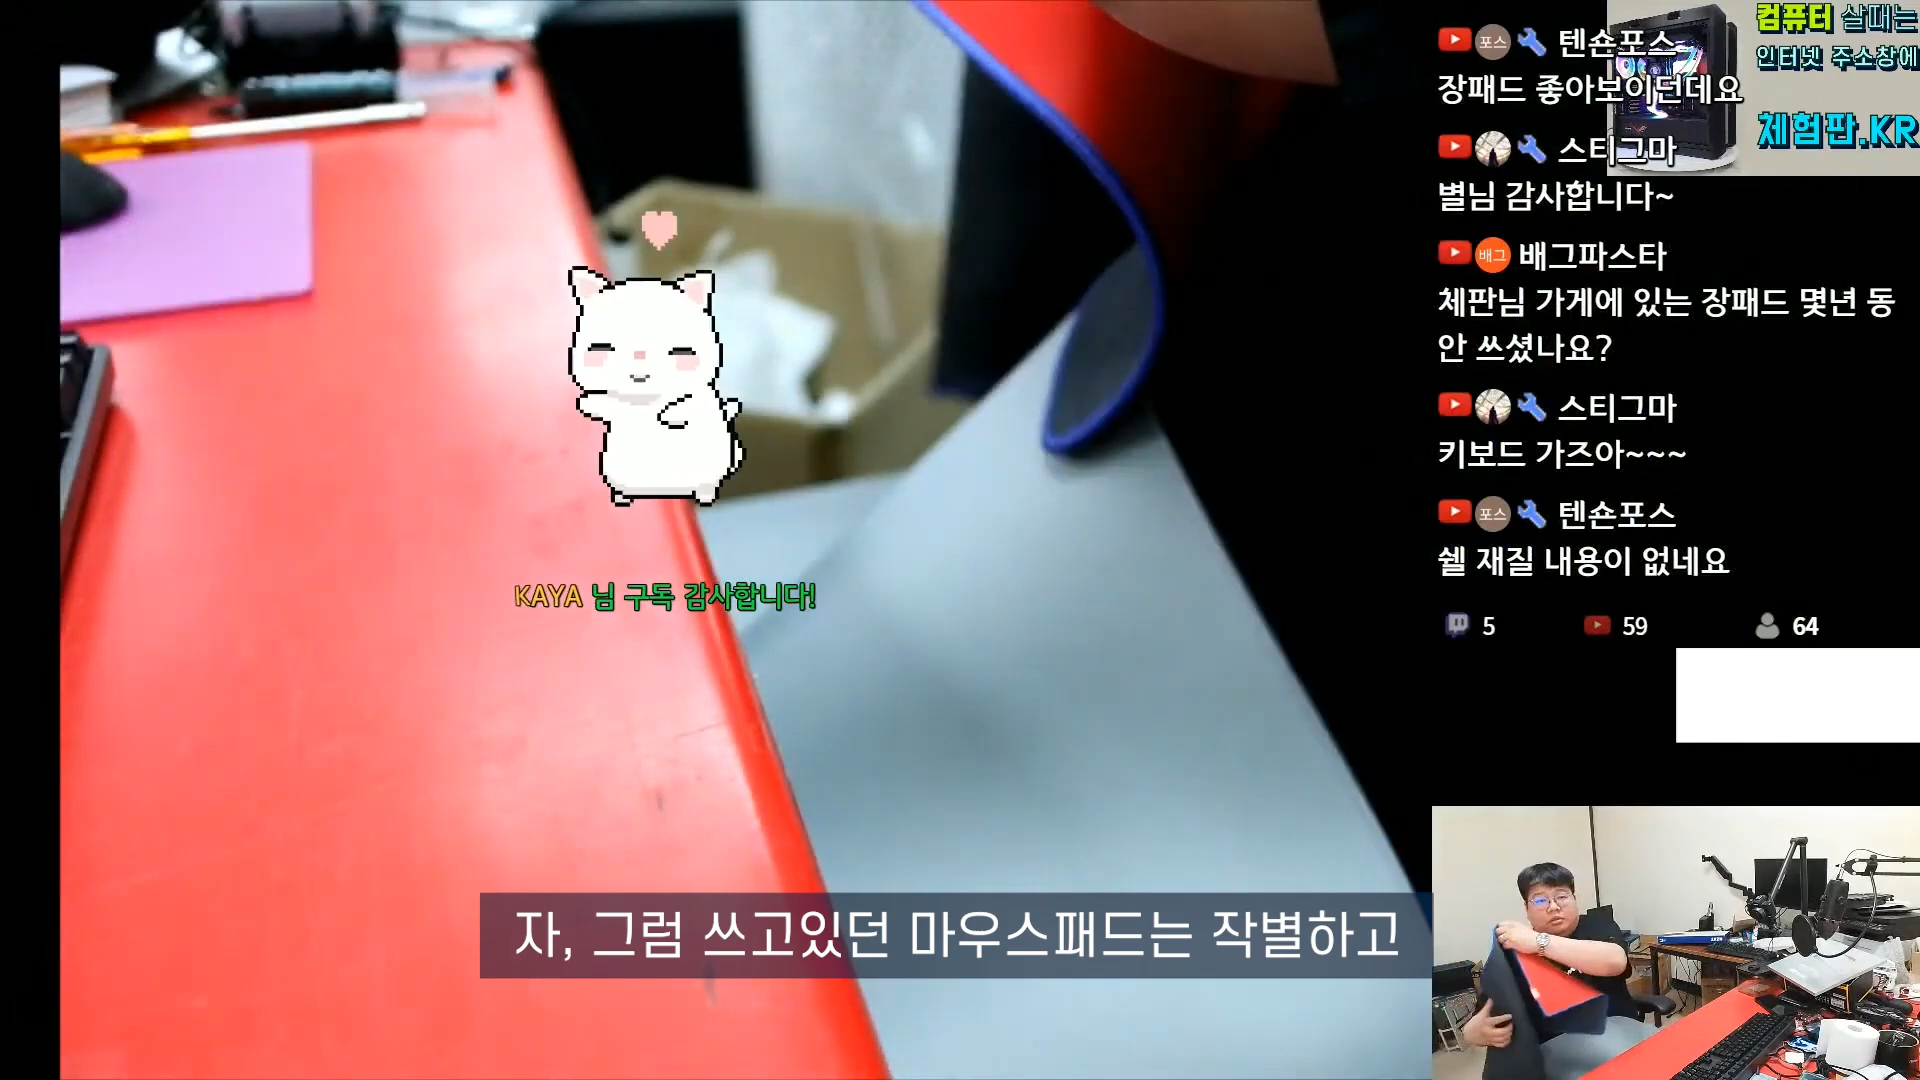 컴퓨터 살때는
인터넷 주소창에
체험판.KR
포스 텐숀포스
장패드 좋아보이던데요
스티그마
별님 감사합니다~
배그 배그파스타
체판님 가게에 있는 장패드 몇년 동
안 쓰셨나요?
스티그마
키보드 가즈아~~~
포스 텐숀포스
쉘 재질 내용이 없네요
5 59 64
KAYA 님 구독 감사합니다!
자, 그럼 쓰고있던 마우스패드는 작별하고